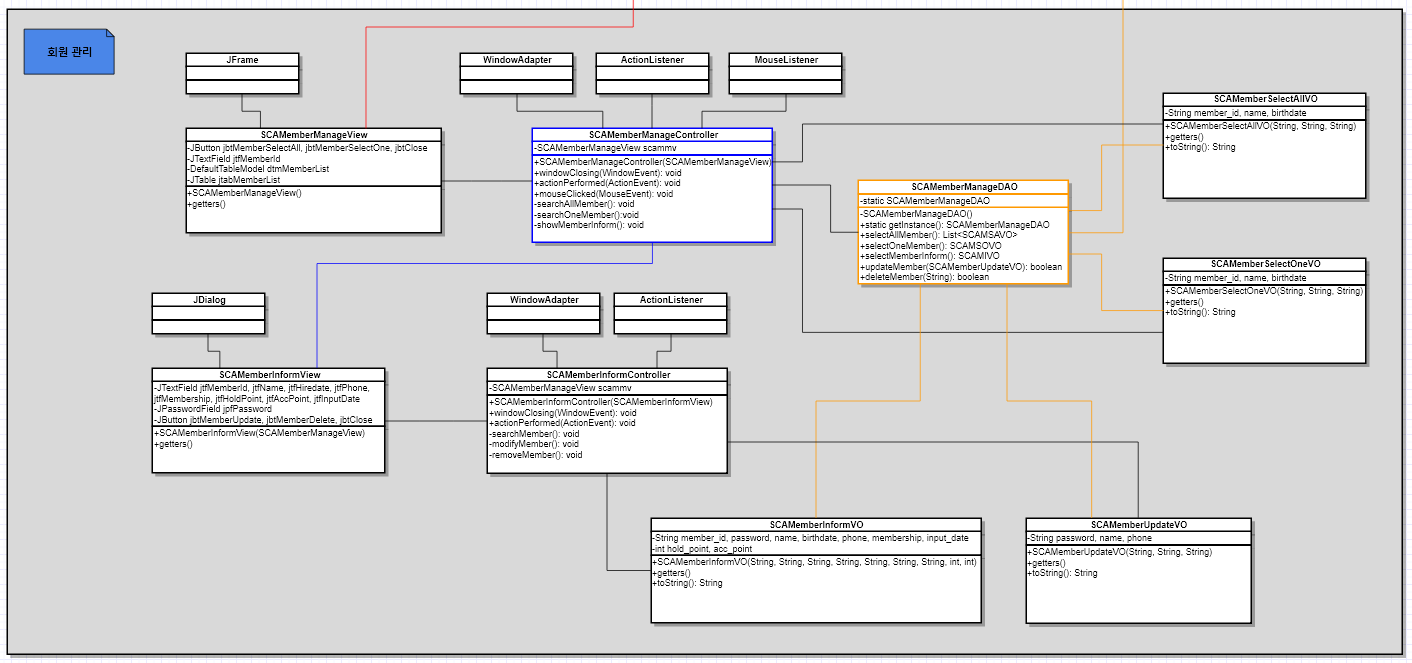 회원 관리
JFrame
WindowAdapter
ActionListener
MouseListener
SCAMemberManageView
-JButton jbtMemberSelectAll, jbtMemberSelectOne, jbtClose
-JTextField jtfMemberId
-DefaultTableModel dtmMemberList
-JTable jtabMemberList
+SCAMemberManageView()
+getters()
SCAMemberManageController
-SCAMemberManageView scammv
+SCAMemberManageController(SCAMemberManageView)
+windowClosing(WindowEvent): void
+actionPerformed(ActionEvent): void
+mouseClicked(MouseEvent): void
-searchAllMember(): void
-searchOneMember():void
-showMemberInform(): void
SCAMemberManageDAO
-static SCAMemberManageDAO
-SCAMemberManageDAO()
+static getInstance(): SCAMemberManageDAO
+selectAllMember(): List<SCAMSAVO>
+selectOneMember(): SCAMSOVO
+selectMemberInform(): SCAMIVO
+updateMember(SCAMemberUpdateVO): boolean
+deleteMember(String): boolean
SCAMemberSelectAllVO
-String member_id, name, birthdate
+SCAMemberSelectAllVO(String, String, String)
+getters()
+toString(): String
SCAMemberSelectOneVO
-String member_id, name, birthdate
+SCAMemberSelectOneVO(String, String, String)
+getters()
+toString(): String
JDialog
WindowAdapter
ActionListener
SCAMemberInformView
-JTextField jtfMemberId, jtfName, jtfHiredate, jtfPhone,
jtfMembership, jtfHoldPoint, jtfAccPoint, jtfInputDate
-JPasswordField jpfPassword
-JButton jbtMemberUpdate, jbtMemberDelete, jbtClose
+SCAMemberInformView(SCAMemberManageView)
+getters()
SCAMemberInformController
-SCAMemberManageView scammv
+SCAMemberInformController(SCAMemberInformView)
+windowClosing(WindowEvent): void
+actionPerformed(ActionEvent): void
-searchMember(): void
-modifyMember(): void
-removeMember(): void
SCAMemberInformVO
-String member_id, password, name, birthdate, phone, membership, input_date
-int hold_point, acc_point
+SCAMemberInformVO(String, String, String, String, String, String, String, int, int)
+getters()
+toString(): String
SCAMemberUpdateVO
-String password, name, phone
+SCAMemberUpdateVO(String, String, String)
+getters()
+toString(): String